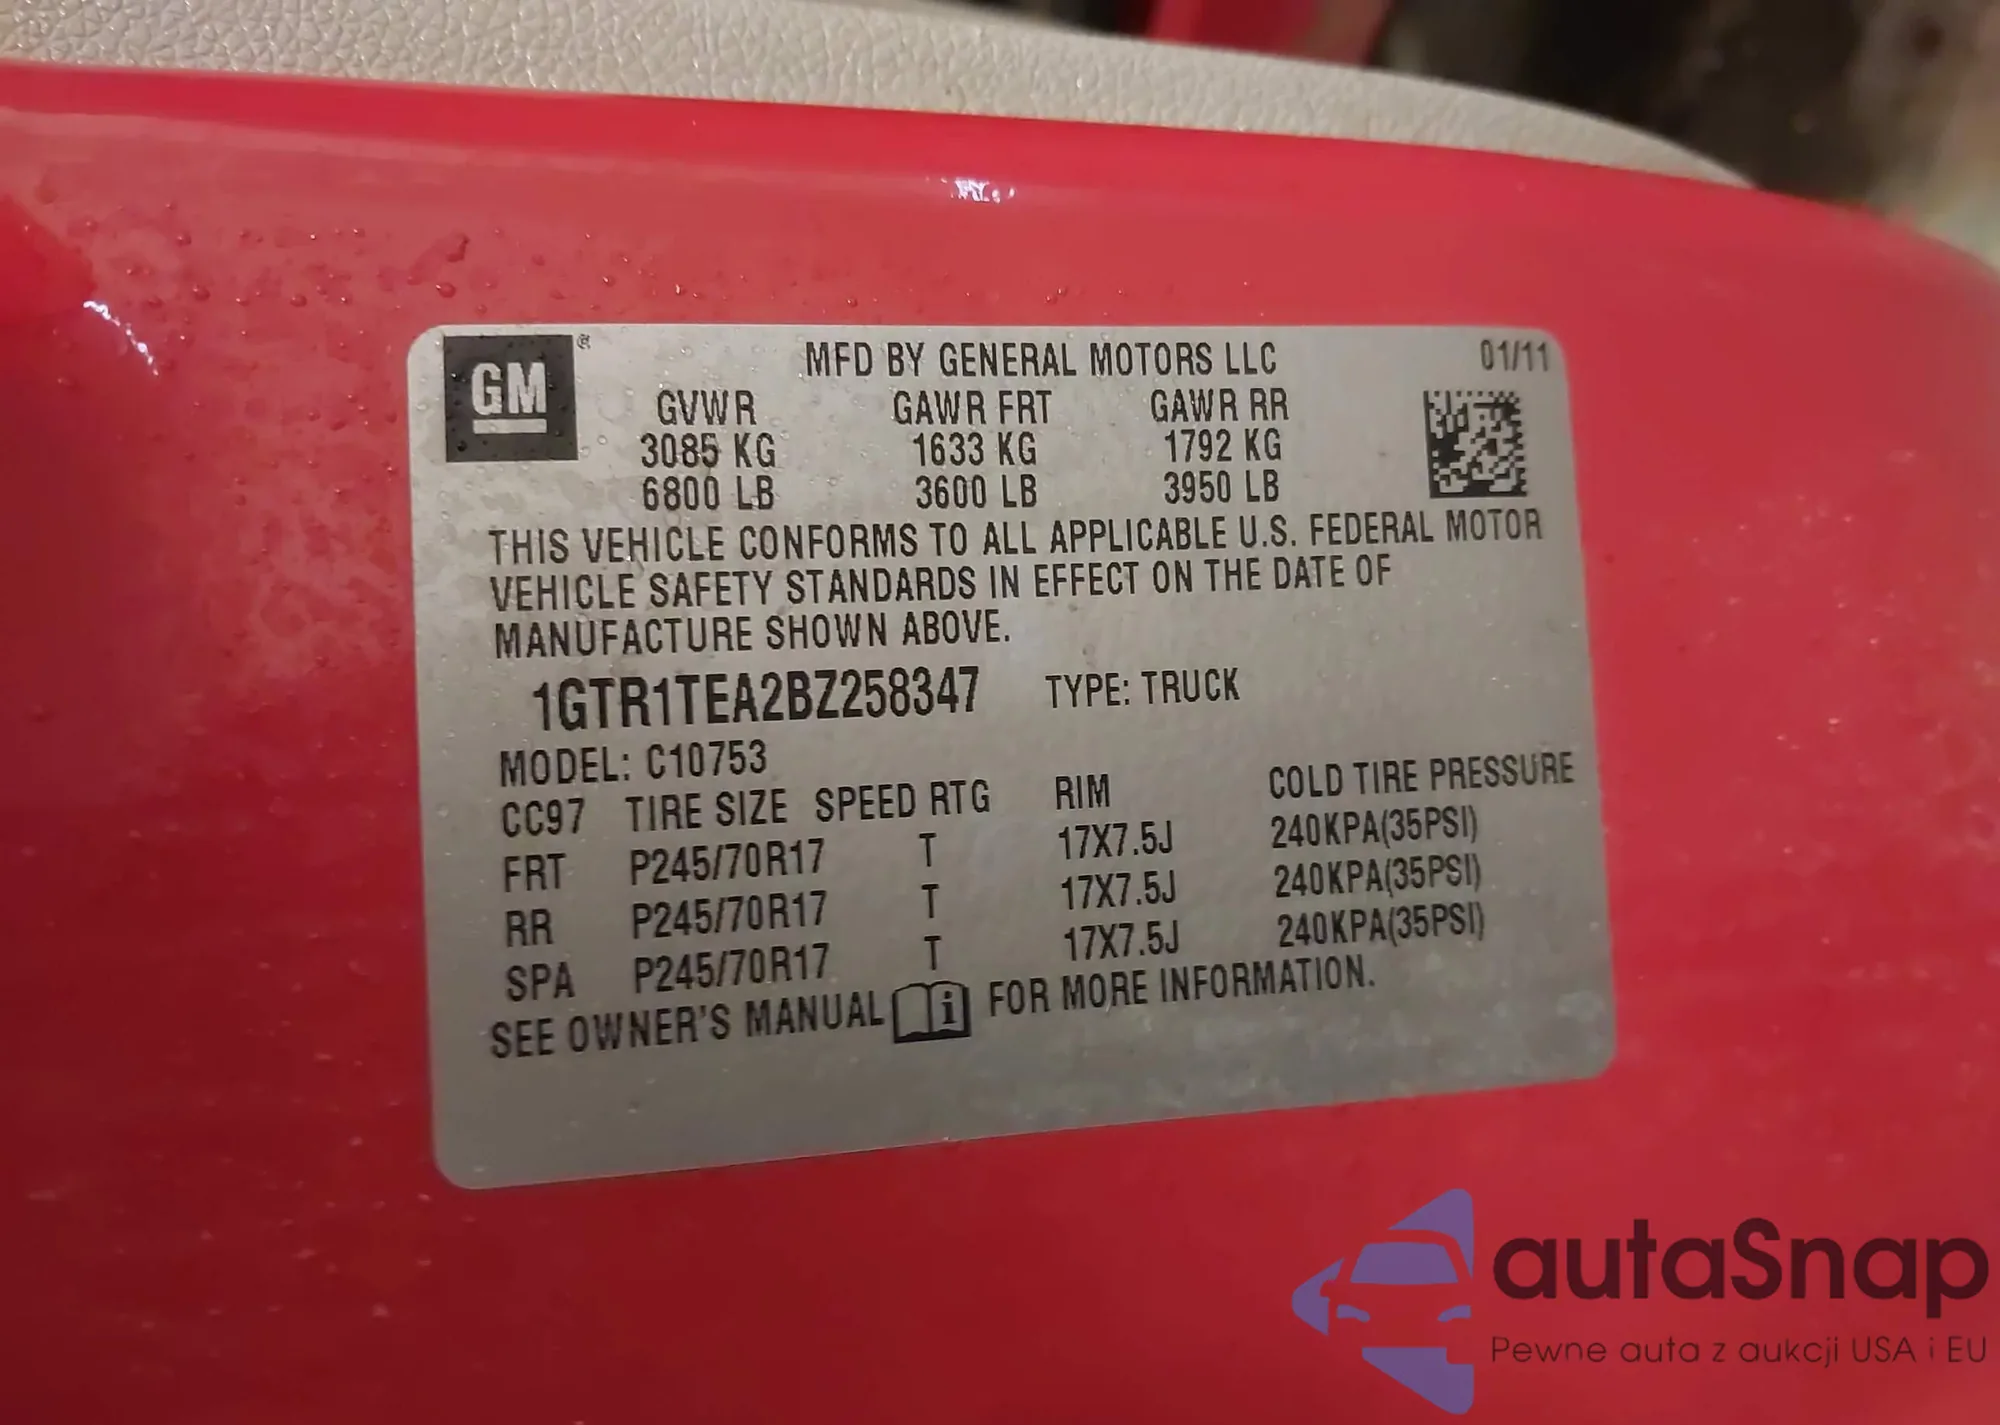 GM®
MFD BY GENERAL MOTORS LLC 01/11
GVWR GAWR FRT GAWR RR
3085 KG 1633 KG 1792 KG
6800 LB 3600 LB 3950 LB
THIS VEHICLE CONFORMS TO ALL APPLICABLE U.S. FEDERAL MOTOR
VEHICLE SAFETY STANDARDS IN EFFECT ON THE DATE OF
MANUFACTURE SHOWN ABOVE.
1GTR1TEA2BZ258347 TYPE: TRUCK
MODEL: C10753
CC97 TIRE SIZE SPEED RTG RIM COLD TIRE PRESSURE
FRT P245/70R17 T 17X7.5J 240KPA(35PSI)
RR P245/70R17 T 17X7.5J 240KPA(35PSI)
SPA P245/70R17 T 17X7.5J 240KPA(35PSI)
SEE OWNER'S MANUAL i FOR MORE INFORMATION.
autaSnap
Pewne auta z aukcji USA i EU